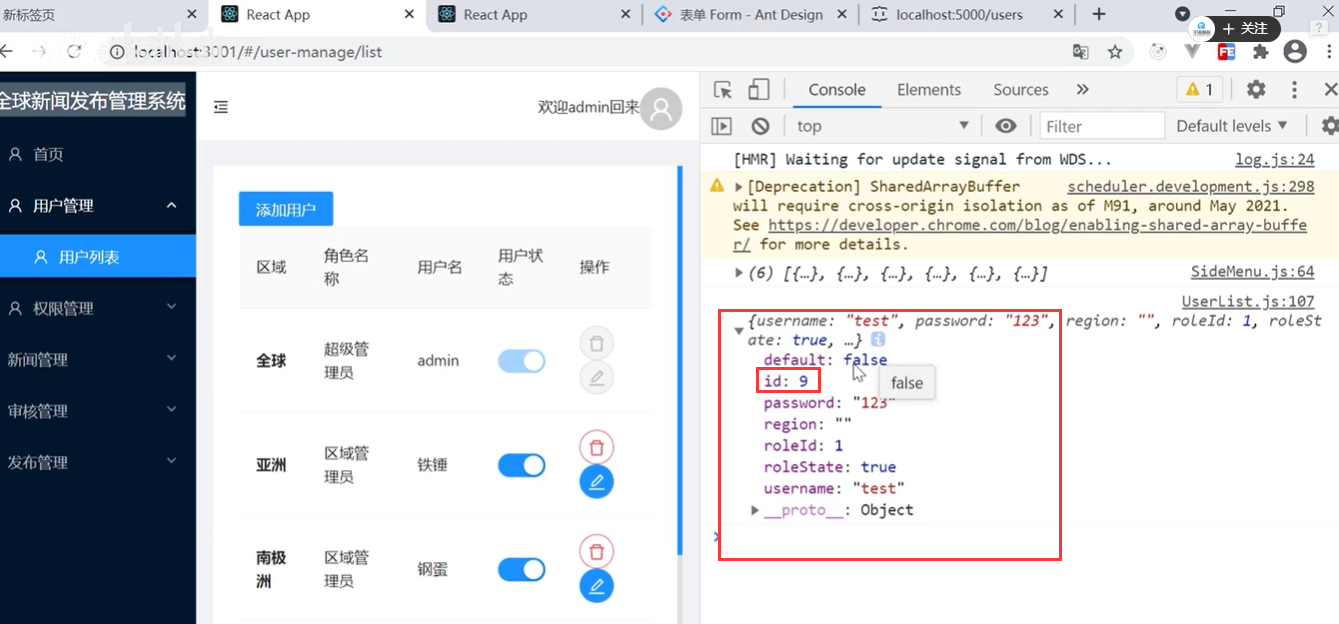 新标签页
React App
React App
表单 Form - Ant Design
localhost:5000/users
+ 关注
localhost:3001/#/user-manage/list
全球新闻发布管理系统
首页
用户管理
用户列表
权限管理
新闻管理
审核管理
发布管理
欢迎admin回来
添加用户
区域 角色名称 用户名 用户状态 操作
全球 超级管理员 admin
亚洲 区域管理员 铁锤
南极洲 区域管理员 钢蛋
Console Elements Sources » 1
top Filter Default levels
[HMR] Waiting for update signal from WDS... log.js:24
[Deprecation] SharedArrayBuffer scheduler.development.js:298
will require cross-origin isolation as of M91, around May 2021.
See https://developer.chrome.com/blog/enabling-shared-array-buffe
r/ for more details.
(6) [{…}, {…}, {…}, {…}, {…}, {…}] SideMenu.js:64
UserList.js:107
{username: "test", password: "123", region: "", roleId: 1, roleSt
ate: true, …}
default: false
id: 9
false
password: "123"
region: ""
roleId: 1
roleState: true
username: "test"
__proto__: Object